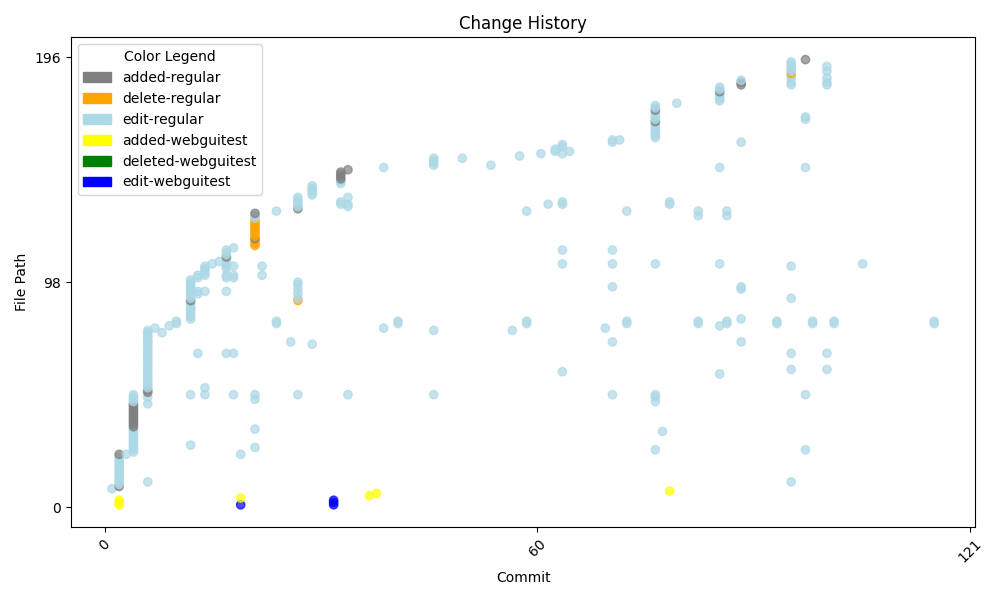 Change History
Color Legend
added-regular
delete-regular
edit-regular
added-webguitest
deleted-webguitest
edit-webguitest
196
98
0
File Path
0
60
121
Commit